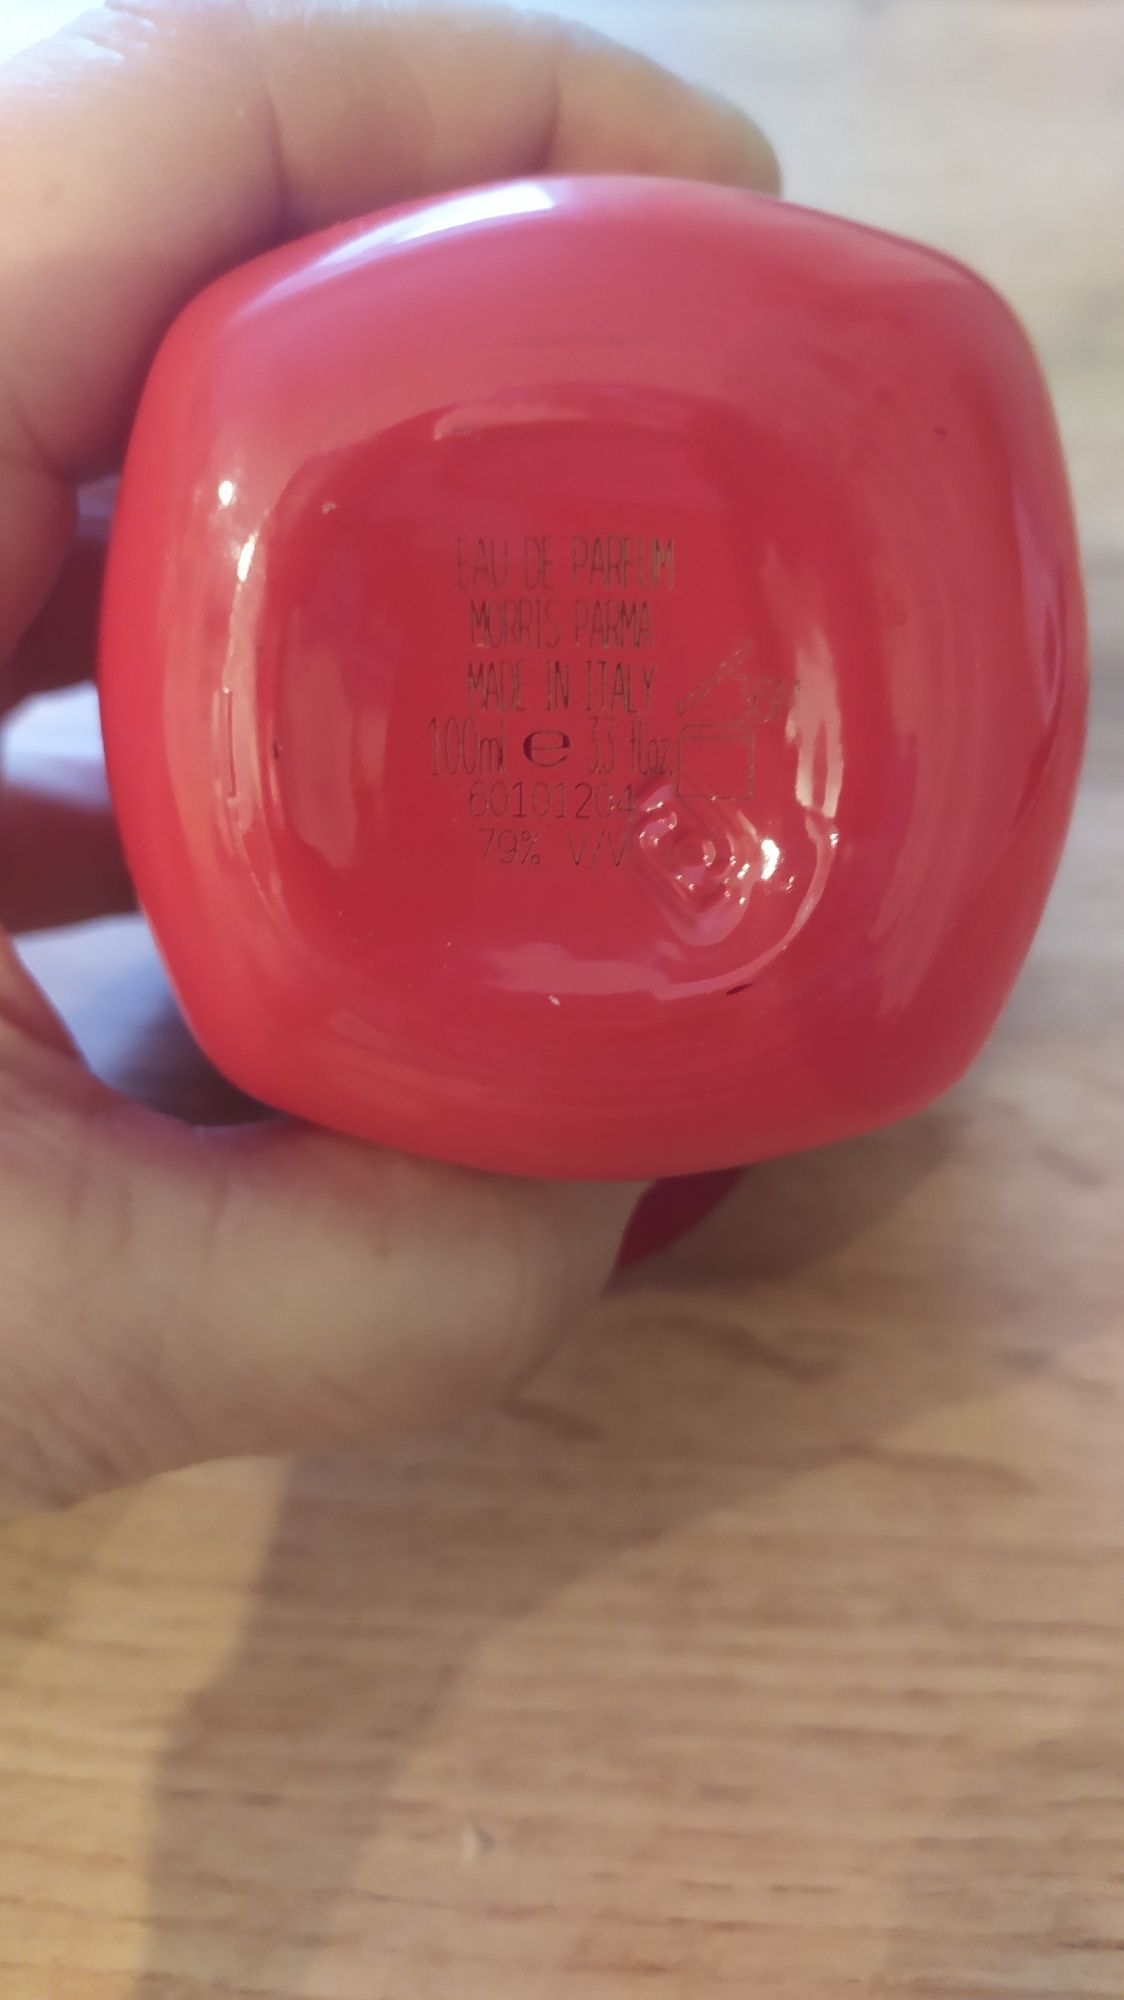 EAU DE PARFUM
MORRIS PARMA
MADE IN ITALY
100ml e 3.3 fl.oz.
60101204
79% V/V